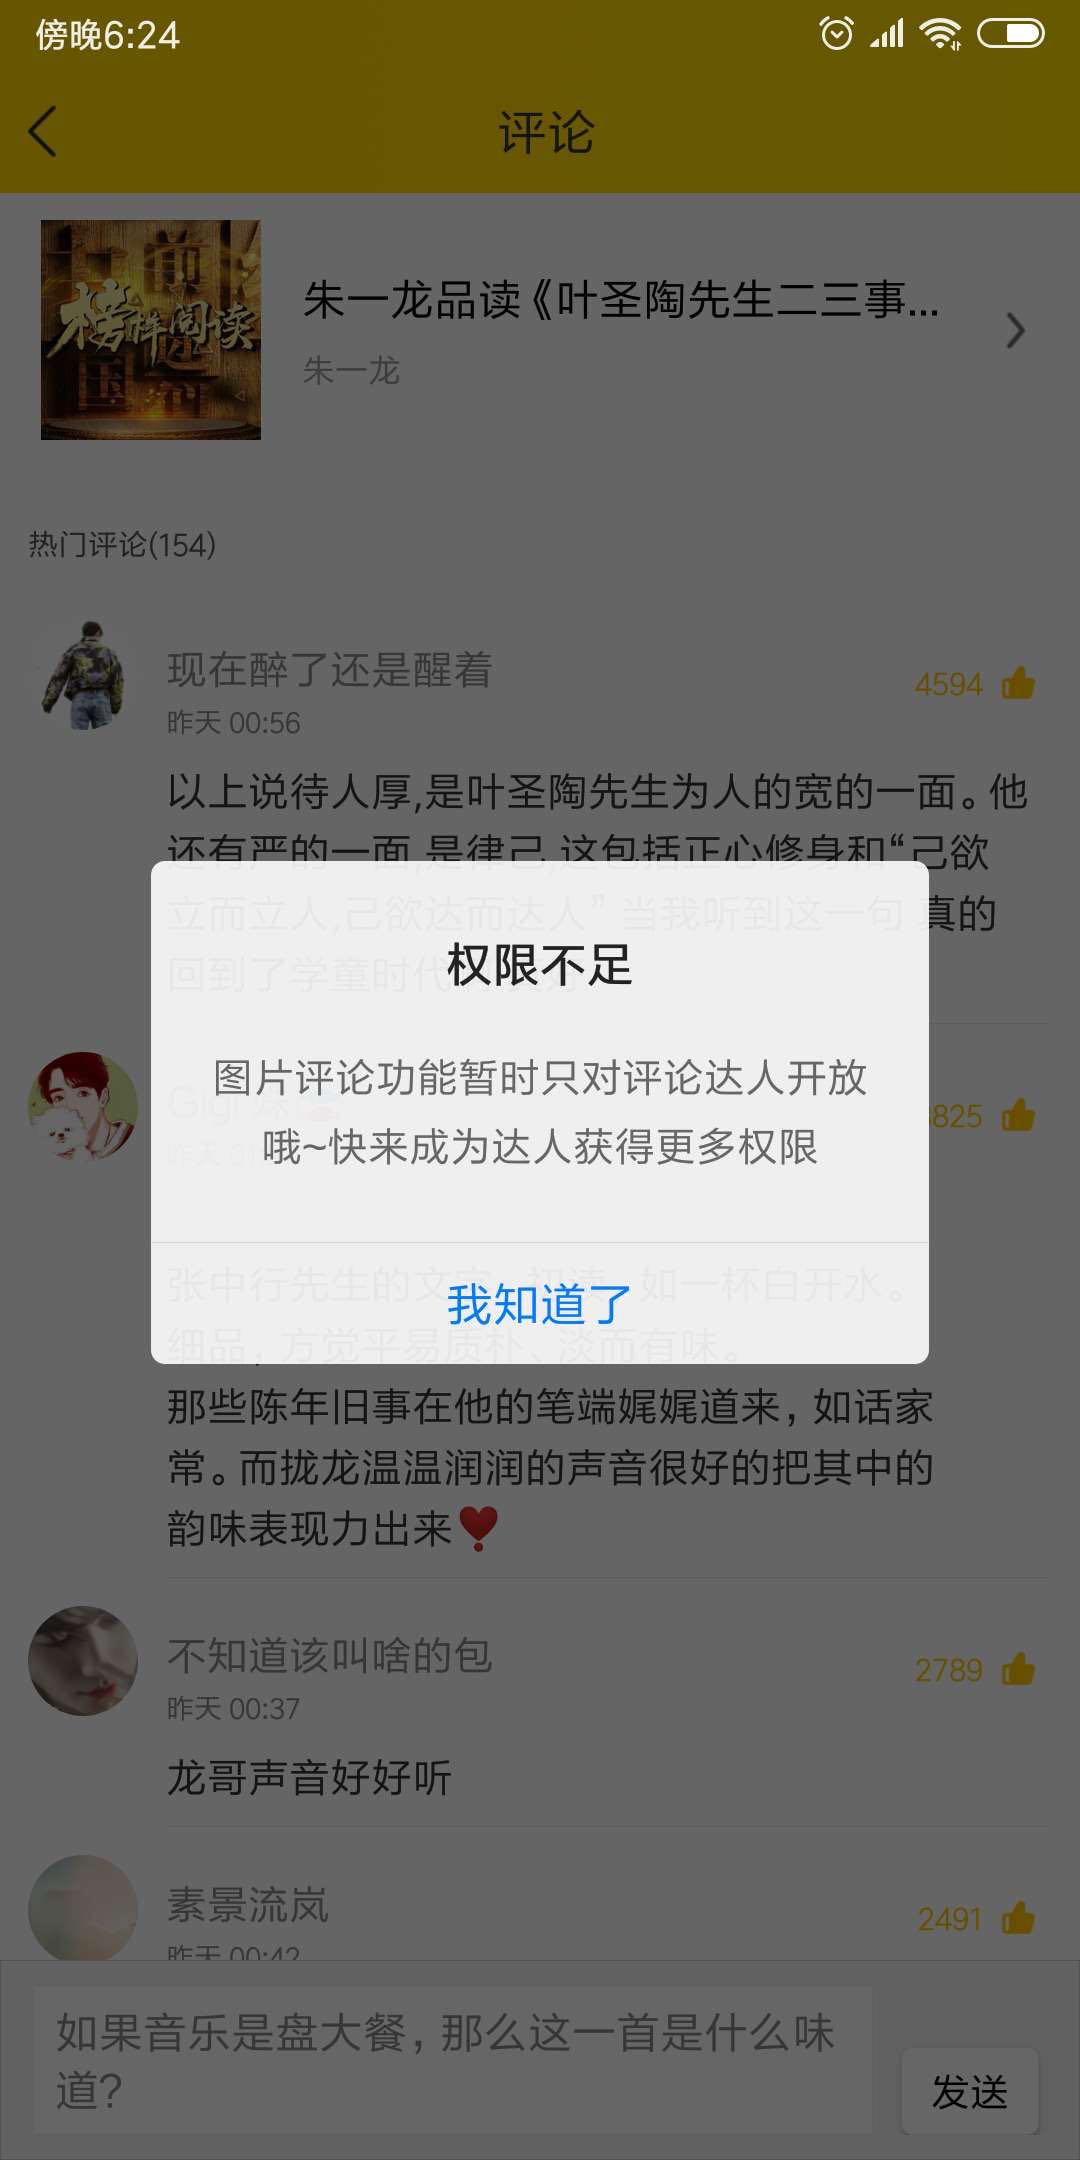 傍晚6:24
评论
榜样阅读
朱一龙品读《叶圣陶先生二三事...
朱一龙
热门评论(154)
现在醉了还是醒着
4594
昨天 00:56
以上说待人厚,是叶圣陶先生为人的宽的一面。他
还有严的一面,是律己,这包括正心修身和“己欲
立而立人,己欲达而达人” 当我听到这一句 真的
回到了学童时代
权限不足
图片评论功能暂时只对评论达人开放
哦~快来成为达人获得更多权限
825
昨天
我知道了
张中行先生的文字，初读，如一杯白开水。
细品，方觉平易质朴、淡而有味。
那些陈年旧事在他的笔端娓娓道来，如话家
常。而拢龙温温润润的声音很好的把其中的
韵味表现力出来❣️
不知道该叫啥的包
2789
昨天 00:37
龙哥声音好好听
素景流岚
2491
昨天 00:42
如果音乐是盘大餐，那么这一首是什么味
道?
发送